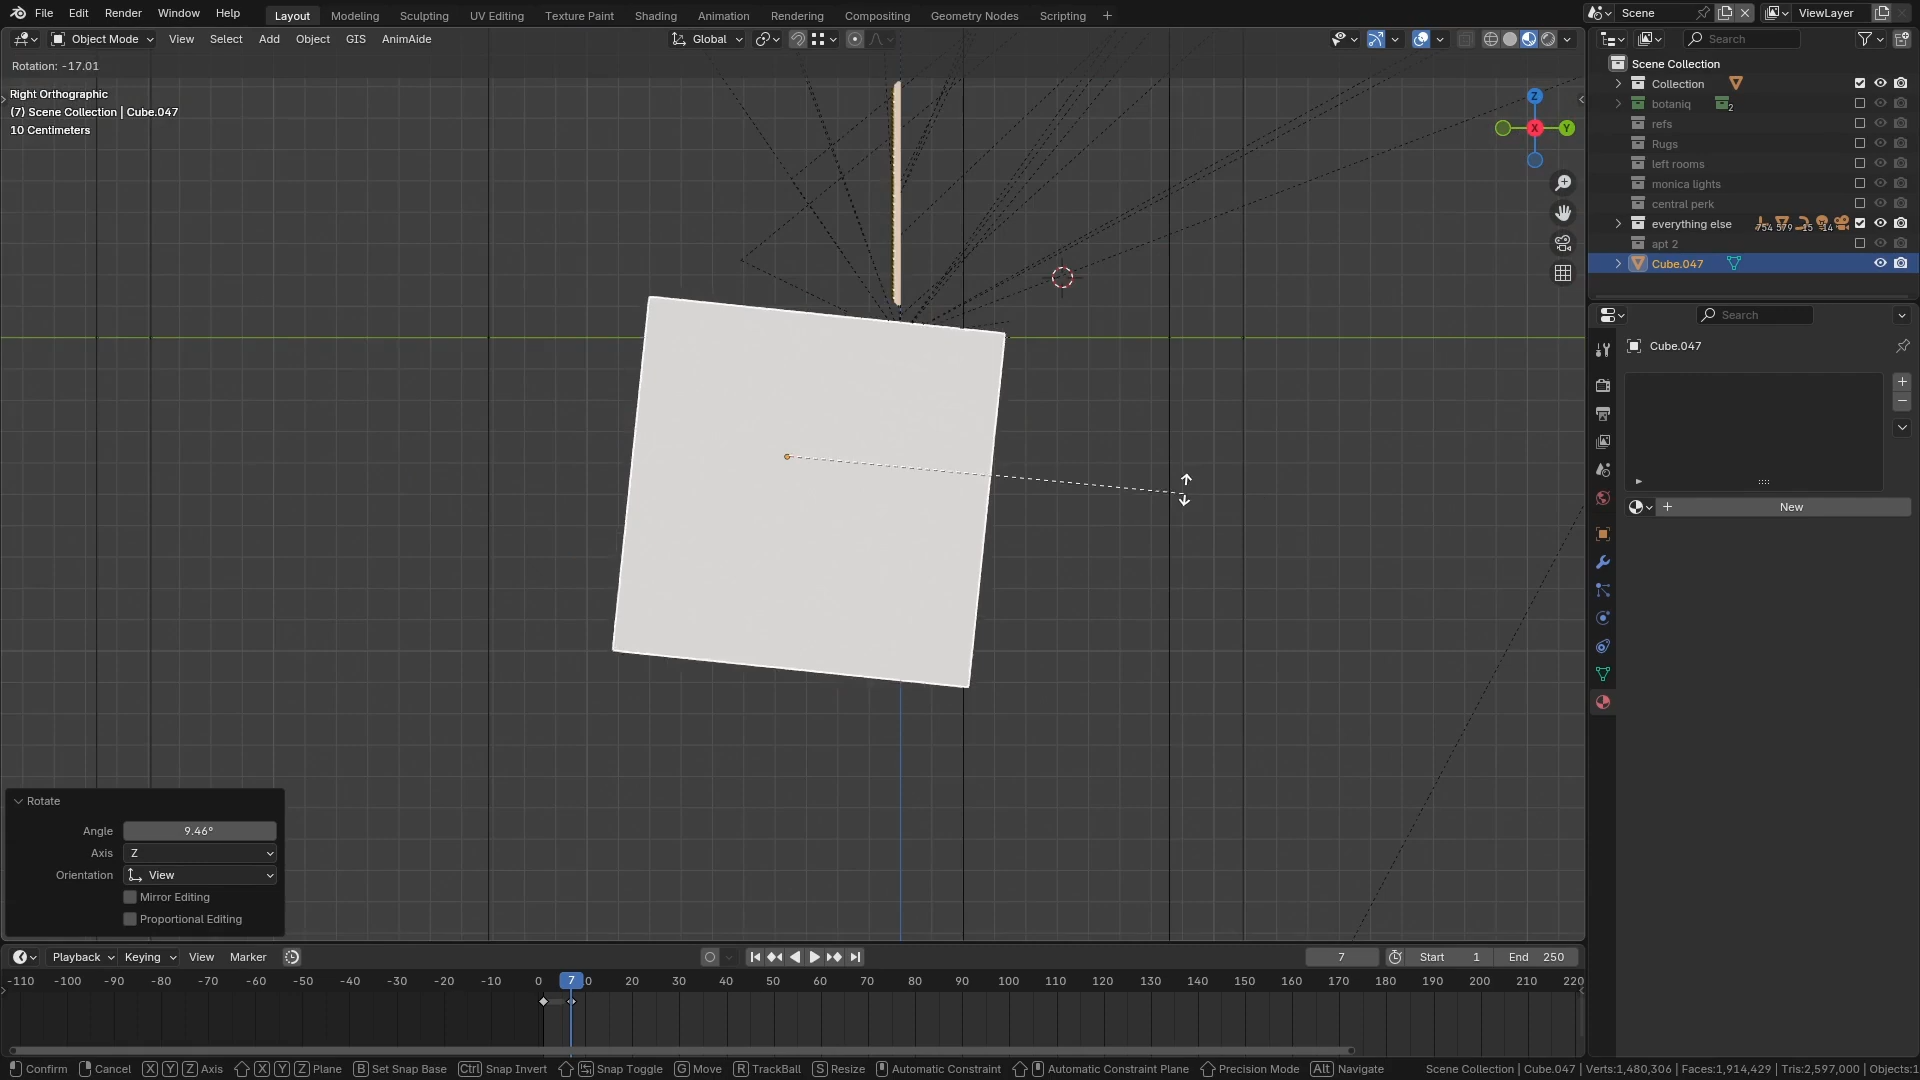 File Edit Render Window Help Layout Modeling Sculpting UV Editing Texture Paint Shading Animation Rendering Compositing Geometry Nodes Scripting + Scene ViewLayer
Object Mode View Select Add Object GIS AnimAide Global Search
Rotation: -17.01
Right Orthographic
(7) Scene Collection | Cube.047
10 Centimeters
Z
X
Y
Scene Collection
Collection
botaniq 2
refs
Rugs
left rooms
monica lights
central perk
everything else 754 579 15 14
apt 2
Cube.047
Search
Cube.047
New
Rotate
Angle 9.46°
Axis Z
Orientation View
Mirror Editing
Proportional Editing
Playback Keying View Marker 7 Start 1 End 250
-110 -100 -90 -80 -70 -60 -50 -40 -30 -20 -10 0 7 0 20 30 40 50 60 70 80 90 100 110 120 130 140 150 160 170 180 190 200 210 220
Confirm Cancel X Y Z Axis X Y Z Plane B Set Snap Base Ctrl Snap Invert Snap Toggle G Move R TrackBall S Resize Automatic Constraint Automatic Constraint Plane Precision Mode Alt Navigate Scene Collection | Cube.047 | Verts:1,480,306 | Faces:1,914,429 | Tris:2,597,000 | Objects:1